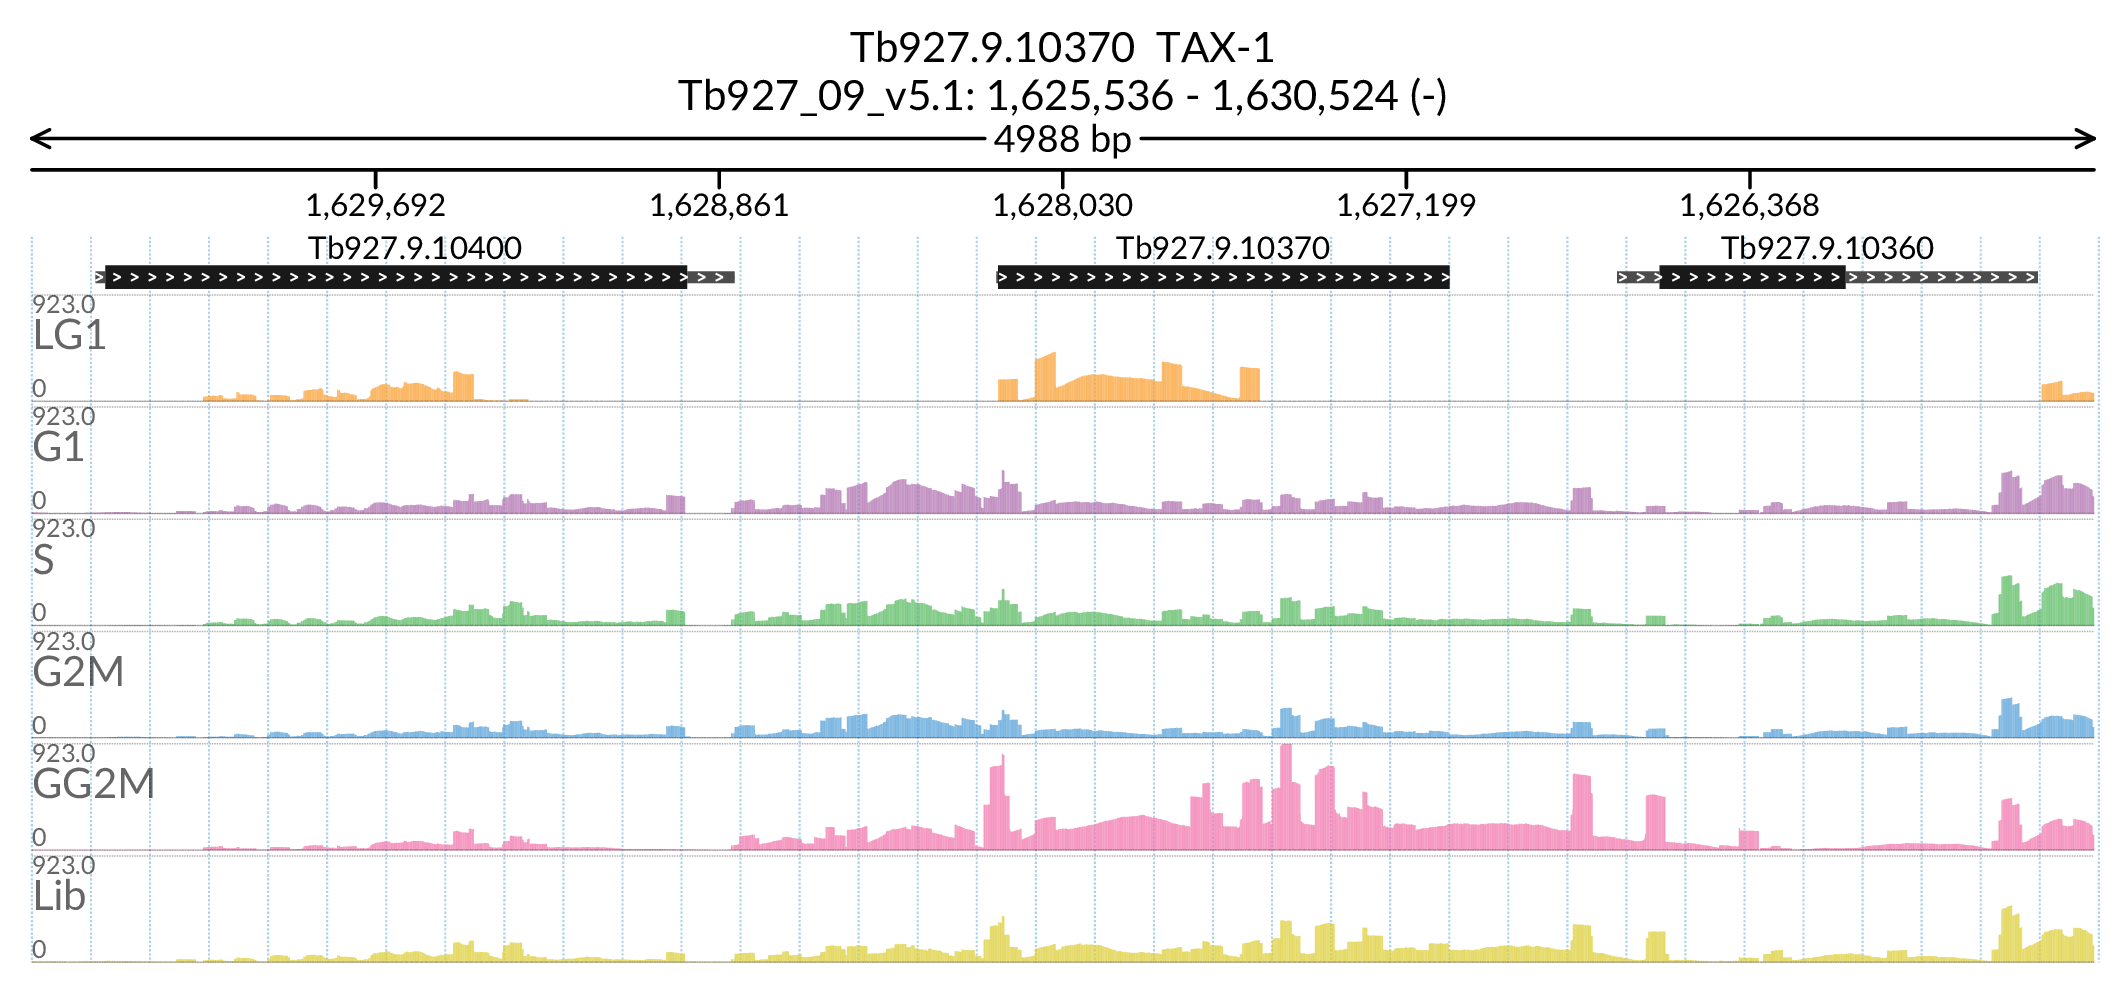 Tb927.9.10370  TAX-1
Tb927_09_v5.1: 1,625,536 - 1,630,524 (-)
4988 bp
1,629,692 1,628,861 1,628,030 1,627,199 1,626,368
Tb927.9.10400 Tb927.9.10370 Tb927.9.10360
923.0
LG1
0
923.0
G1
0
923.0
S
0
923.0
G2M
0
923.0
GG2M
0
923.0
Lib
0